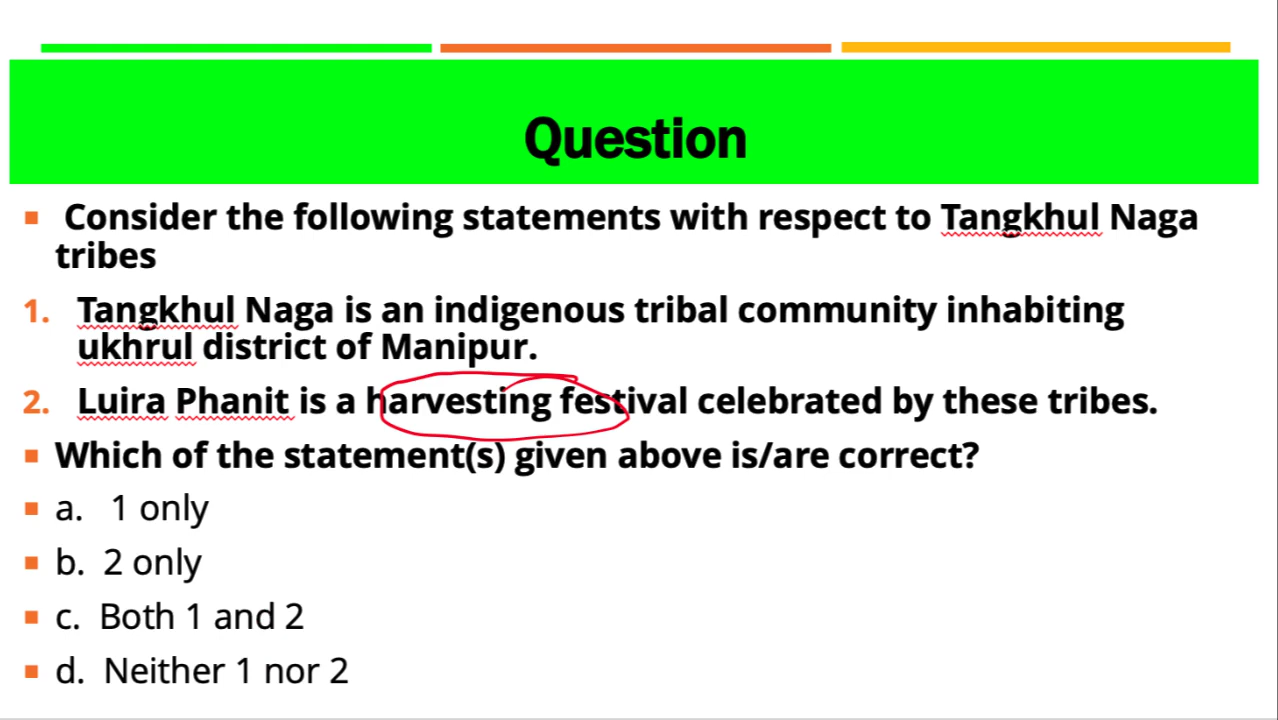 Question
▪ Consider the following statements with respect to Tangkhul Naga
tribes
1. Tangkhul Naga is an indigenous tribal community inhabiting
ukhrul district of Manipur.
2. Luira Phanit is a harvesting festival celebrated by these tribes.
▪ Which of the statement(s) given above is/are correct?
▪ a. 1 only
▪ b. 2 only
▪ c. Both 1 and 2
▪ d. Neither 1 nor 2